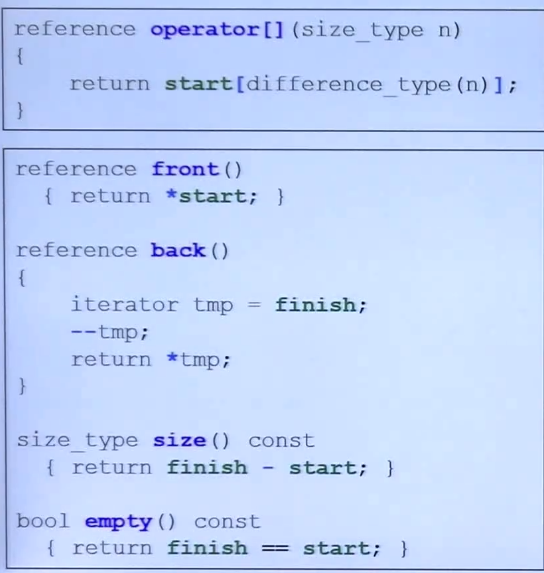 reference operator[](size_type n)
{
    return start[difference_type(n)];
}
reference front()
  { return *start; }
reference back()
{
    iterator tmp = finish;
    --tmp;
    return *tmp;
}
size_type size() const
  { return finish - start; }
bool empty() const
  { return finish == start; }